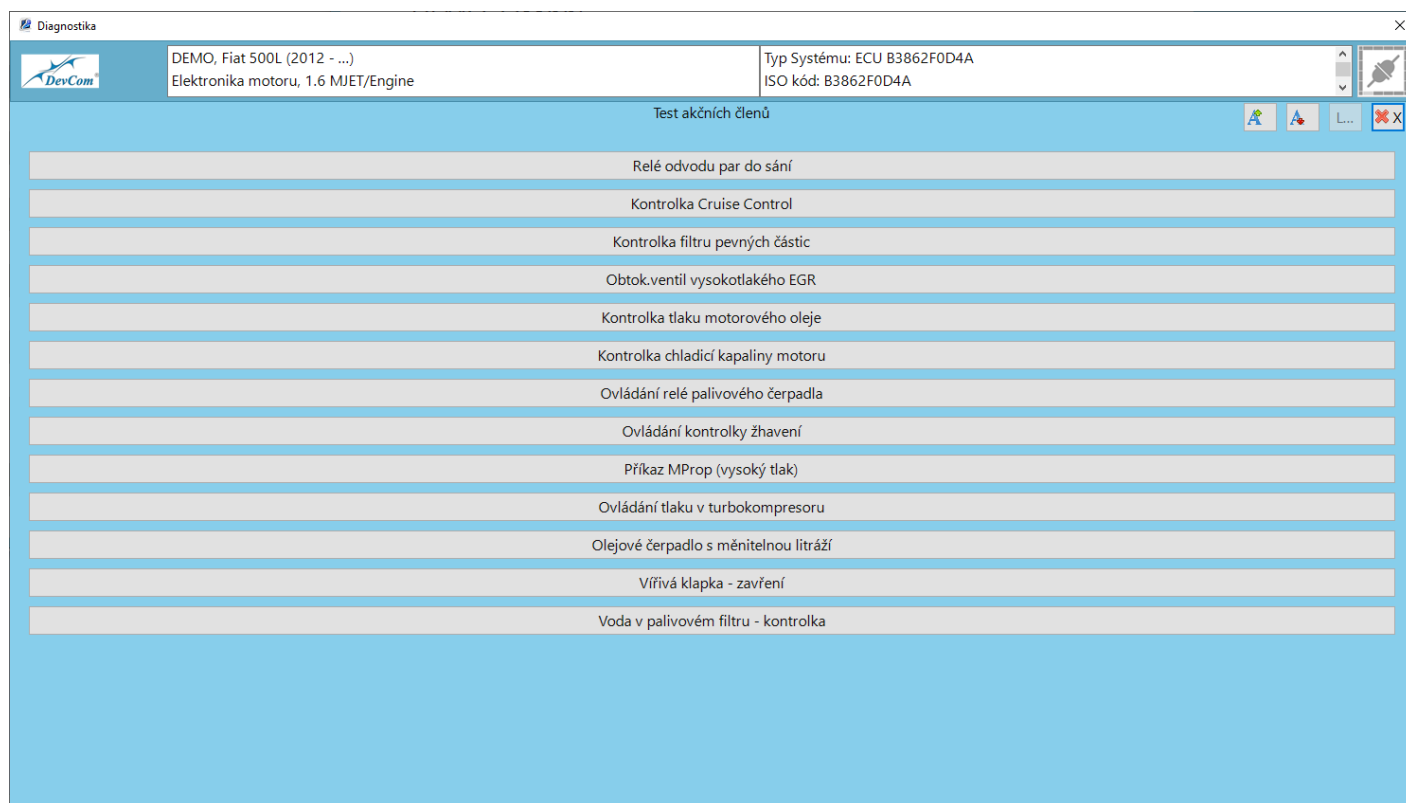 Diagnostika
DevCom
DEMO, Fiat 500L (2012 - ...)
Elektronika motoru, 1.6 MJET/Engine
Typ Systému: ECU B3862F0D4A
ISO kód: B3862F0D4A
Test akčních členů
L...
X
Relé odvodu par do sání
Kontrolka Cruise Control
Kontrolka filtru pevných částic
Obtok.ventil vysokotlakého EGR
Kontrolka tlaku motorového oleje
Kontrolka chladicí kapaliny motoru
Ovládání relé palivového čerpadla
Ovládání kontrolky žhavení
Příkaz MProp (vysoký tlak)
Ovládání tlaku v turbokompresoru
Olejové čerpadlo s měnitelnou litráží
Vířivá klapka - zavření
Voda v palivovém filtru - kontrolka